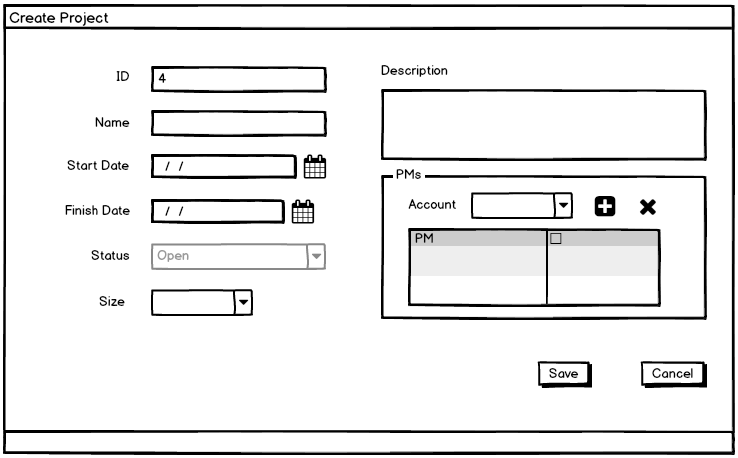 Create Project
ID
4
Name
Start Date
/ /
Finish Date
/ /
Status
Open
Size
Description
PMs
Account
PM
Save
Cancel